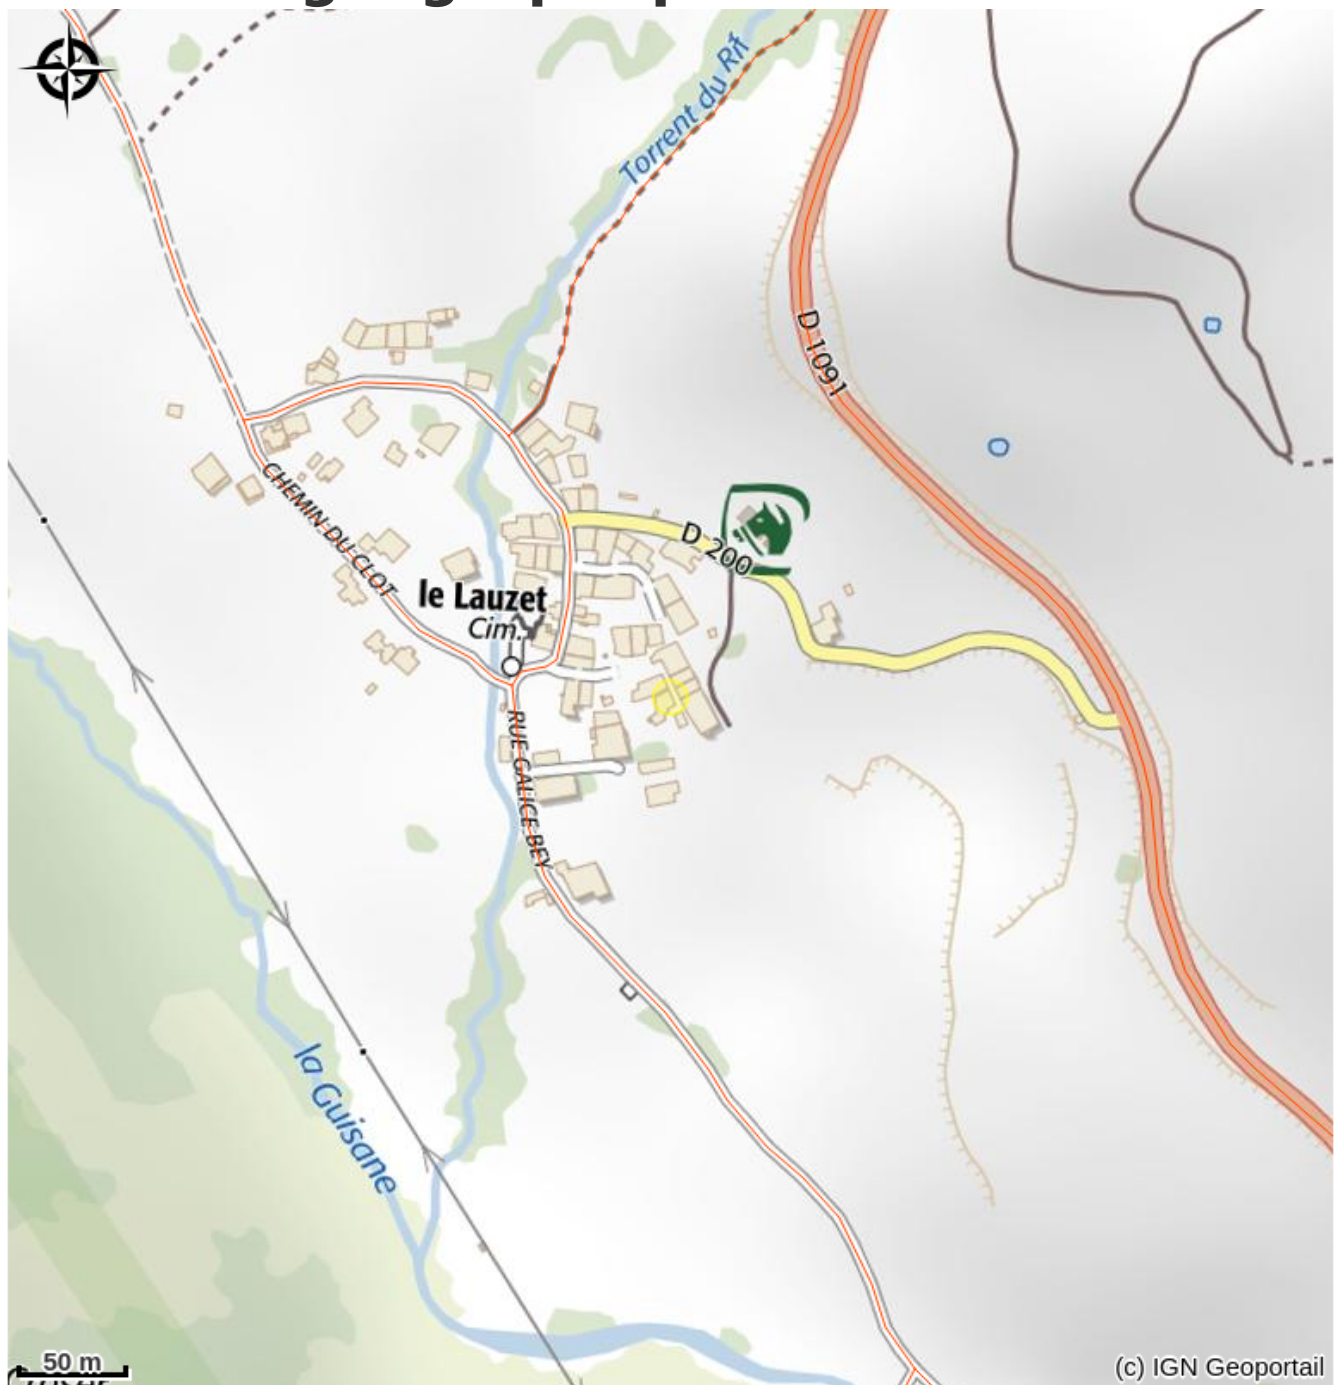 Torrent du Rif
D 1091
CHEMIN DU CLOT
D 200
le Lauzet
Cim.
RUE GALICE BEY
la Guisane
50 m
(c) IGN Geoportail